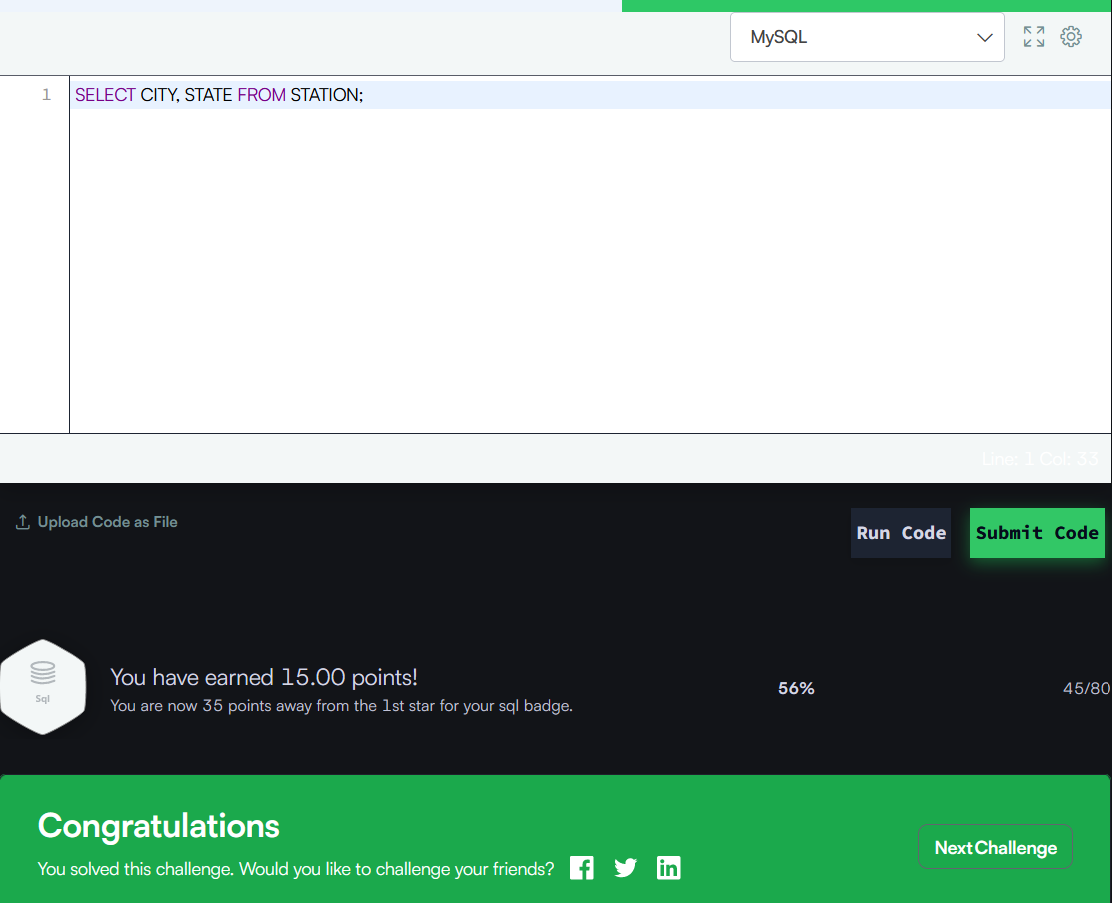 MySQL
1
SELECT CITY, STATE FROM STATION;
Line: 1 Col: 33
Upload Code as File
Run Code
Submit Code
Sql
You have earned 15.00 points!
You are now 35 points away from the 1st star for your sql badge.
56%
45/80
Congratulations
You solved this challenge. Would you like to challenge your friends?
Next Challenge